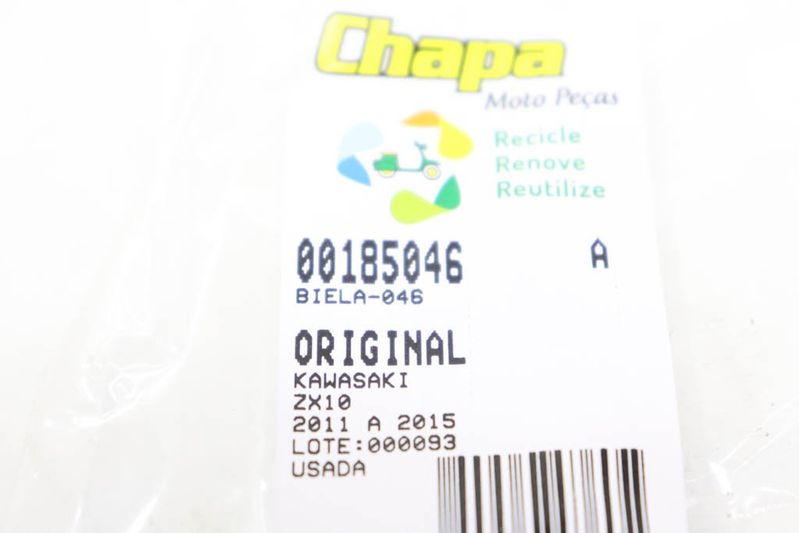 Chapa
Moto Peças
Recicle
Renove
Reutilize
00185046 A
BIELA-046
ORIGINAL
KAWASAKI
ZX10
2011 A 2015
LOTE:000093
USADA